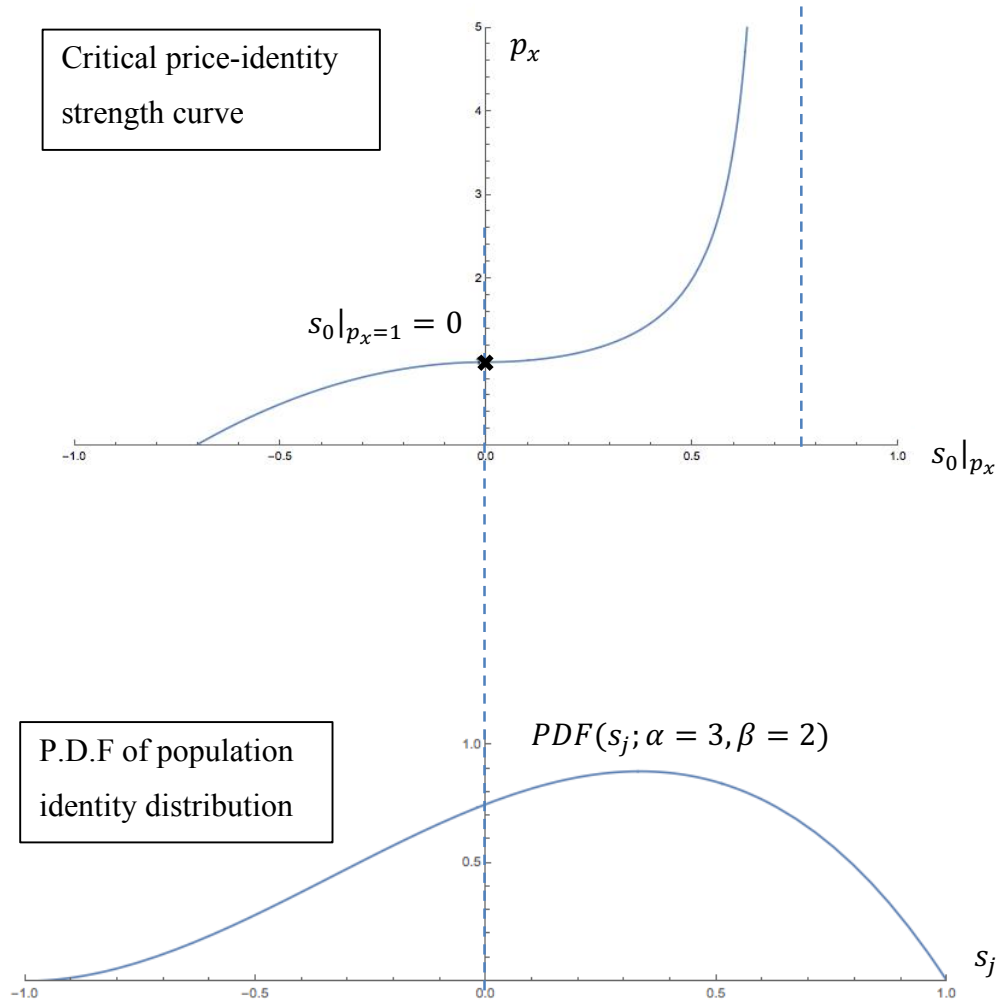 Critical price-identity
strength curve
p_x
5
4
3
2
s_0|_{p_x=1} = 0
-1.0 -0.5 0.0 0.5 1.0
s_0|_{p_x}
P.D.F of population
identity distribution
PDF(s_j; α = 3, β = 2)
1.0
0.5
-1.0 -0.5 0.0 0.5 1.0
s_j